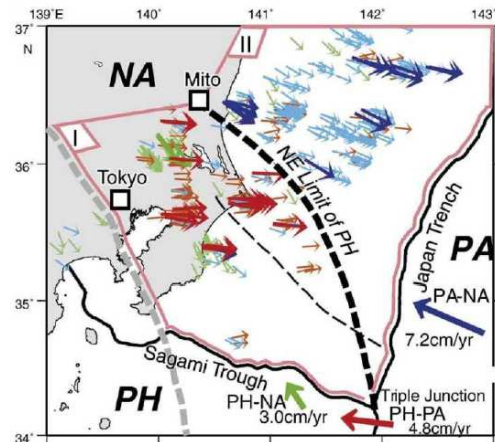 139°E 140° 141° 142° 143°
37°
N
II
NA
Mito
I
36°
Tokyo
NE Limit of PH
Japan Trench
PA
PA-NA
35°
7.2cm/yr
Sagami Trough
Triple Junction
PH
PH-NA
PH-PA
3.0cm/yr
4.8cm/yr
34°